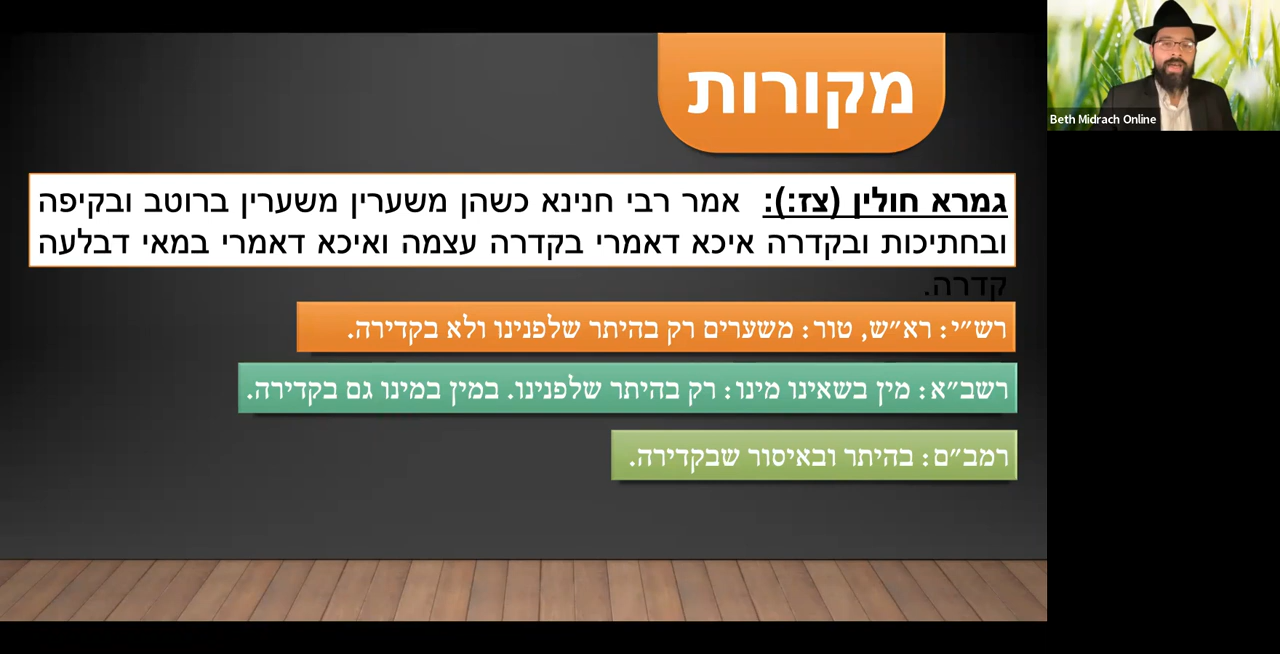 מקורות
Beth Midrach Online
גמרא חולין (צז:): אמר רבי חנינא כשהן משערין משערין ברוטב ובקיפה
ובחתיכות ובקדרה איכא דאמרי בקדרה עצמה ואיכא דאמרי במאי דבלעה
קדרה.
רש״י: רא״ש, טור: משערים רק בהיתר שלפנינו ולא בקדירה.
רשב״א: מין בשאינו מינו: רק בהיתר שלפנינו. במין במינו גם בקדירה.
רמב״ם: בהיתר ובאיסור שבקדירה.